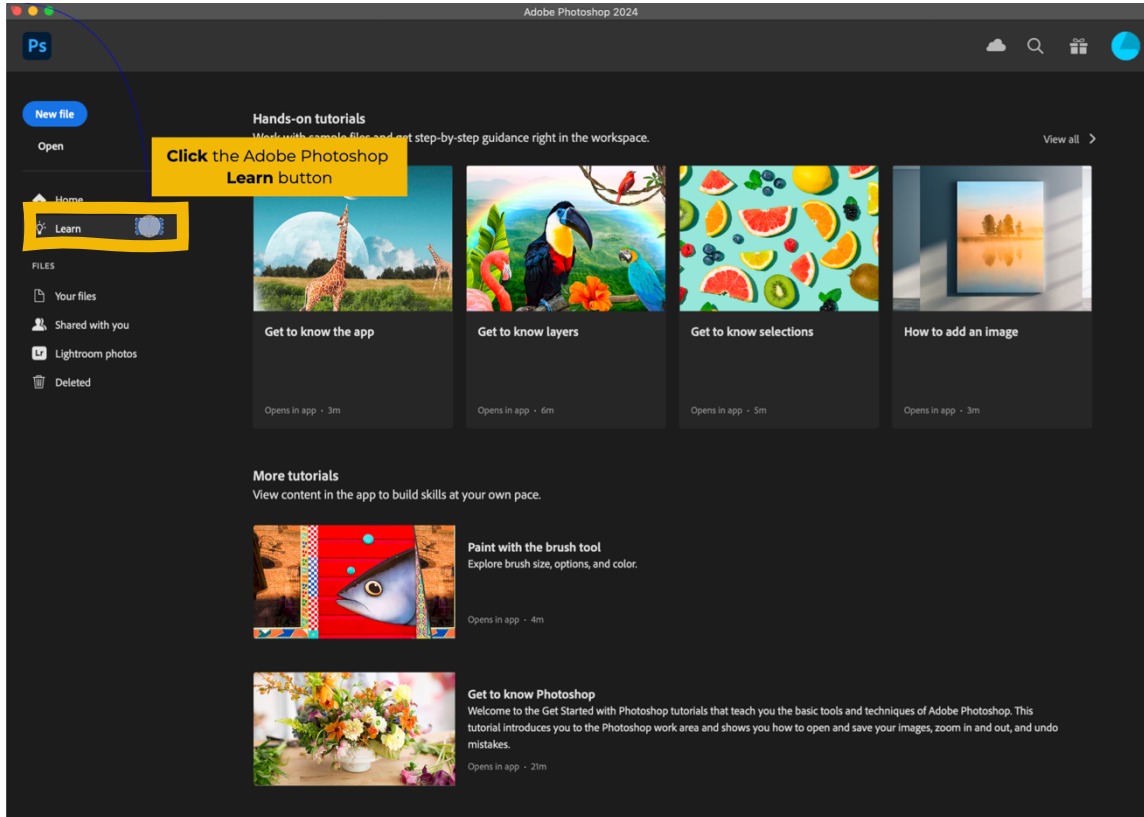 Adobe Photoshop 2024
Ps
New file
Open
Home
Learn
FILES
Your files
Shared with you
Lr Lightroom photos
Deleted
Click the Adobe Photoshop
Learn button
Hands-on tutorials
Work with sample files and get step-by-step guidance right in the workspace.
View all
Get to know the app
Opens in app • 3m
Get to know layers
Opens in app • 6m
Get to know selections
Opens in app • 5m
How to add an image
Opens in app • 3m
More tutorials
View content in the app to build skills at your own pace.
Paint with the brush tool
Explore brush size, options, and color.
Opens in app • 4m
Get to know Photoshop
Welcome to the Get Started with Photoshop tutorials that teach you the basic tools and techniques of Adobe Photoshop. This
tutorial introduces you to the Photoshop work area and shows you how to open and save your images, zoom in and out, and undo
mistakes.
Opens in app • 21m